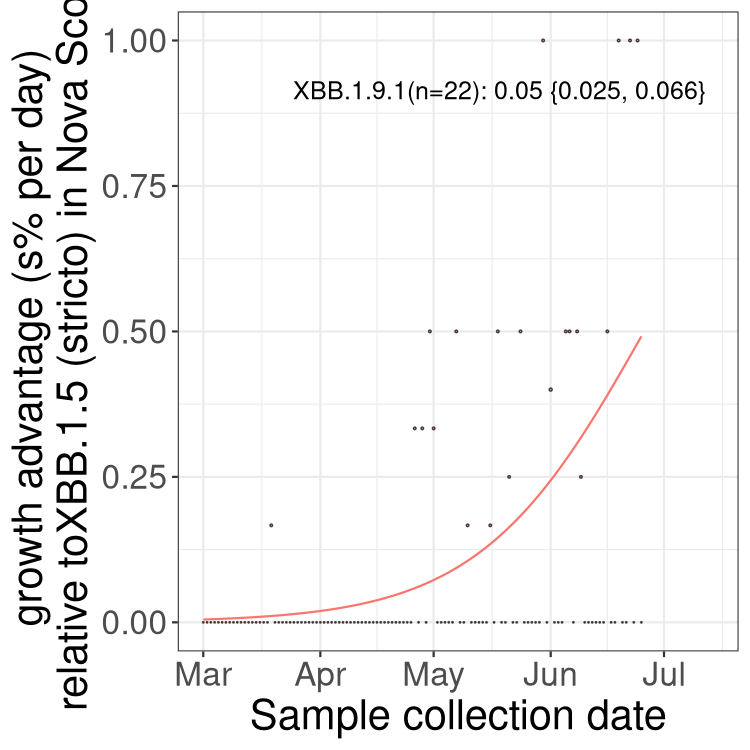 growth advantage (s% per day)
relative toXBB.1.5 (stricto) in Nova Sco
1.00
0.75
0.50
0.25
0.00
XBB.1.9.1(n=22): 0.05 {0.025, 0.066}
Mar Apr May Jun Jul
Sample collection date